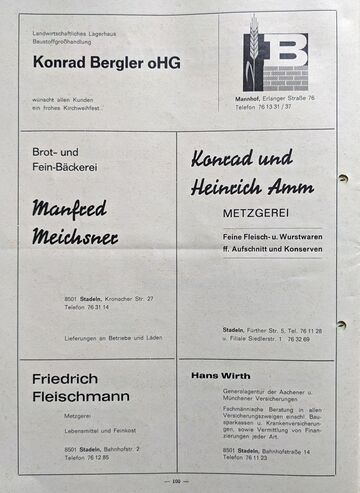 Landwirtschaftliches Lagerhaus
Baustoffgroßhandlung
Konrad Bergler oHG
wünscht allen Kunden
ein frohes Kirchweihfest.
B
Mannhof, Erlanger Straße 76
Telefon 76 13 31 / 37
Brot- und
Fein-Bäckerei
Manfred
Meichsner
8501 Stadeln, Kronacher Str. 27
Telefon 76 31 14
Lieferungen an Betriebe und Läden
Konrad und
Heinrich Amm
METZGEREI
Feine Fleisch- u. Wurstwaren
ff. Aufschnitt und Konserven
Stadeln, Fürther Str. 5, Tel. 76 11 28
u. Filiale Siedlerstr. 1 76 32 69
Friedrich
Fleischmann
Metzgerei
Lebensmittel und Feinkost
8501 Stadeln, Bahnhofstr. 2
Telefon 76 12 85
Hans Wirth
Generalagentur der Aachener u.
Münchener Versicherungen
Fachmännische Beratung in allen
Versicherungszweigen einschl. Bau-
sparkassen u. Krankenversicherun-
gen, sowie Vermittlung von Finan-
zierungen jeder Art.
8501 Stadeln, Bahnhofstraße 14
Telefon 76 11 23
— 100 —